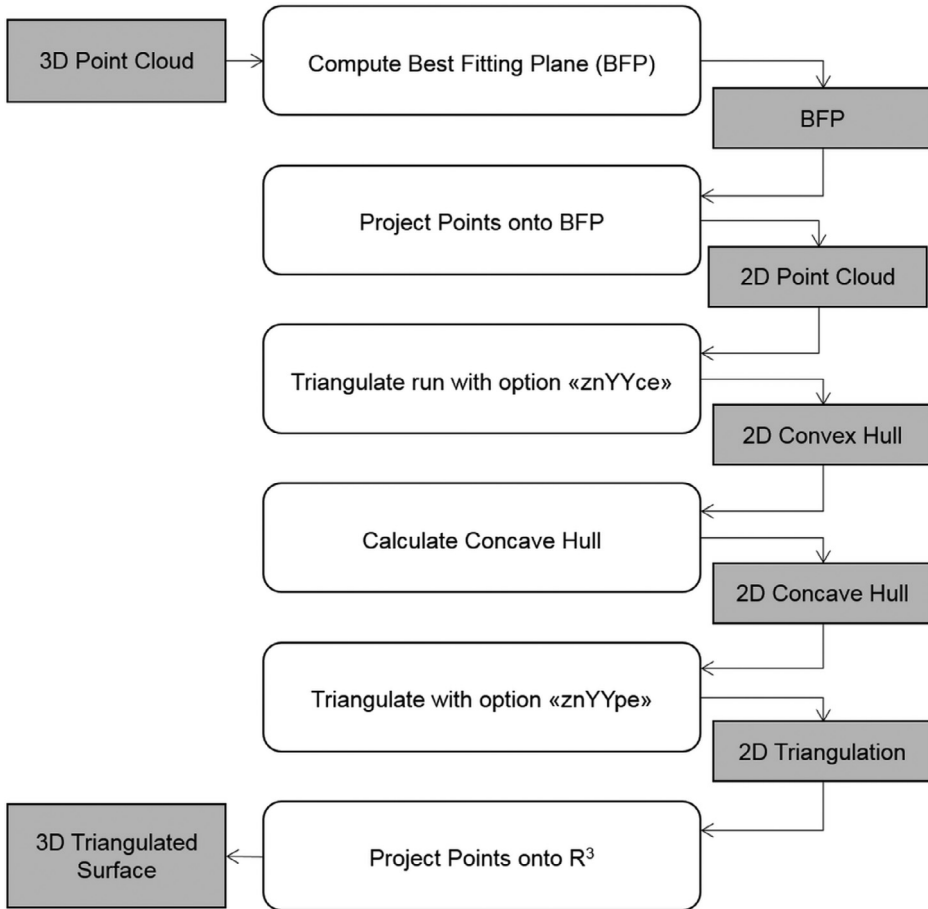 3D Point Cloud
Compute Best Fitting Plane (BFP)
BFP
Project Points onto BFP
2D Point Cloud
Triangulate run with option «znYYce»
2D Convex Hull
Calculate Concave Hull
2D Concave Hull
Triangulate with option «znYYpe»
2D Triangulation
Project Points onto R³
3D Triangulated
Surface